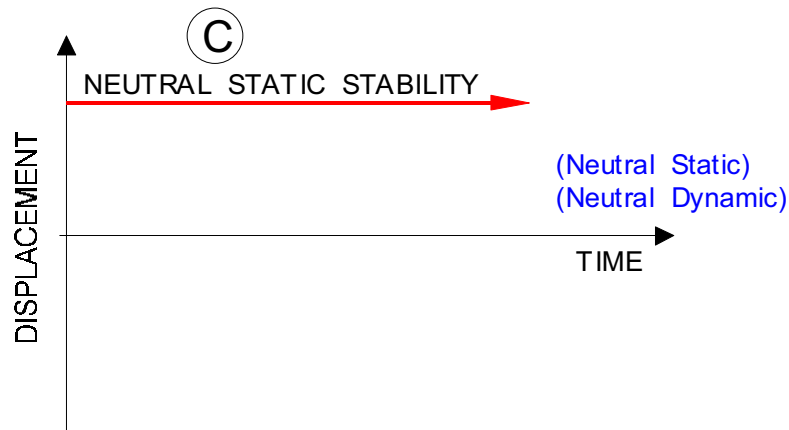 C
NEUTRAL STATIC STABILITY
DISPLACEMENT
(Neutral Static)
(Neutral Dynamic)
TIME